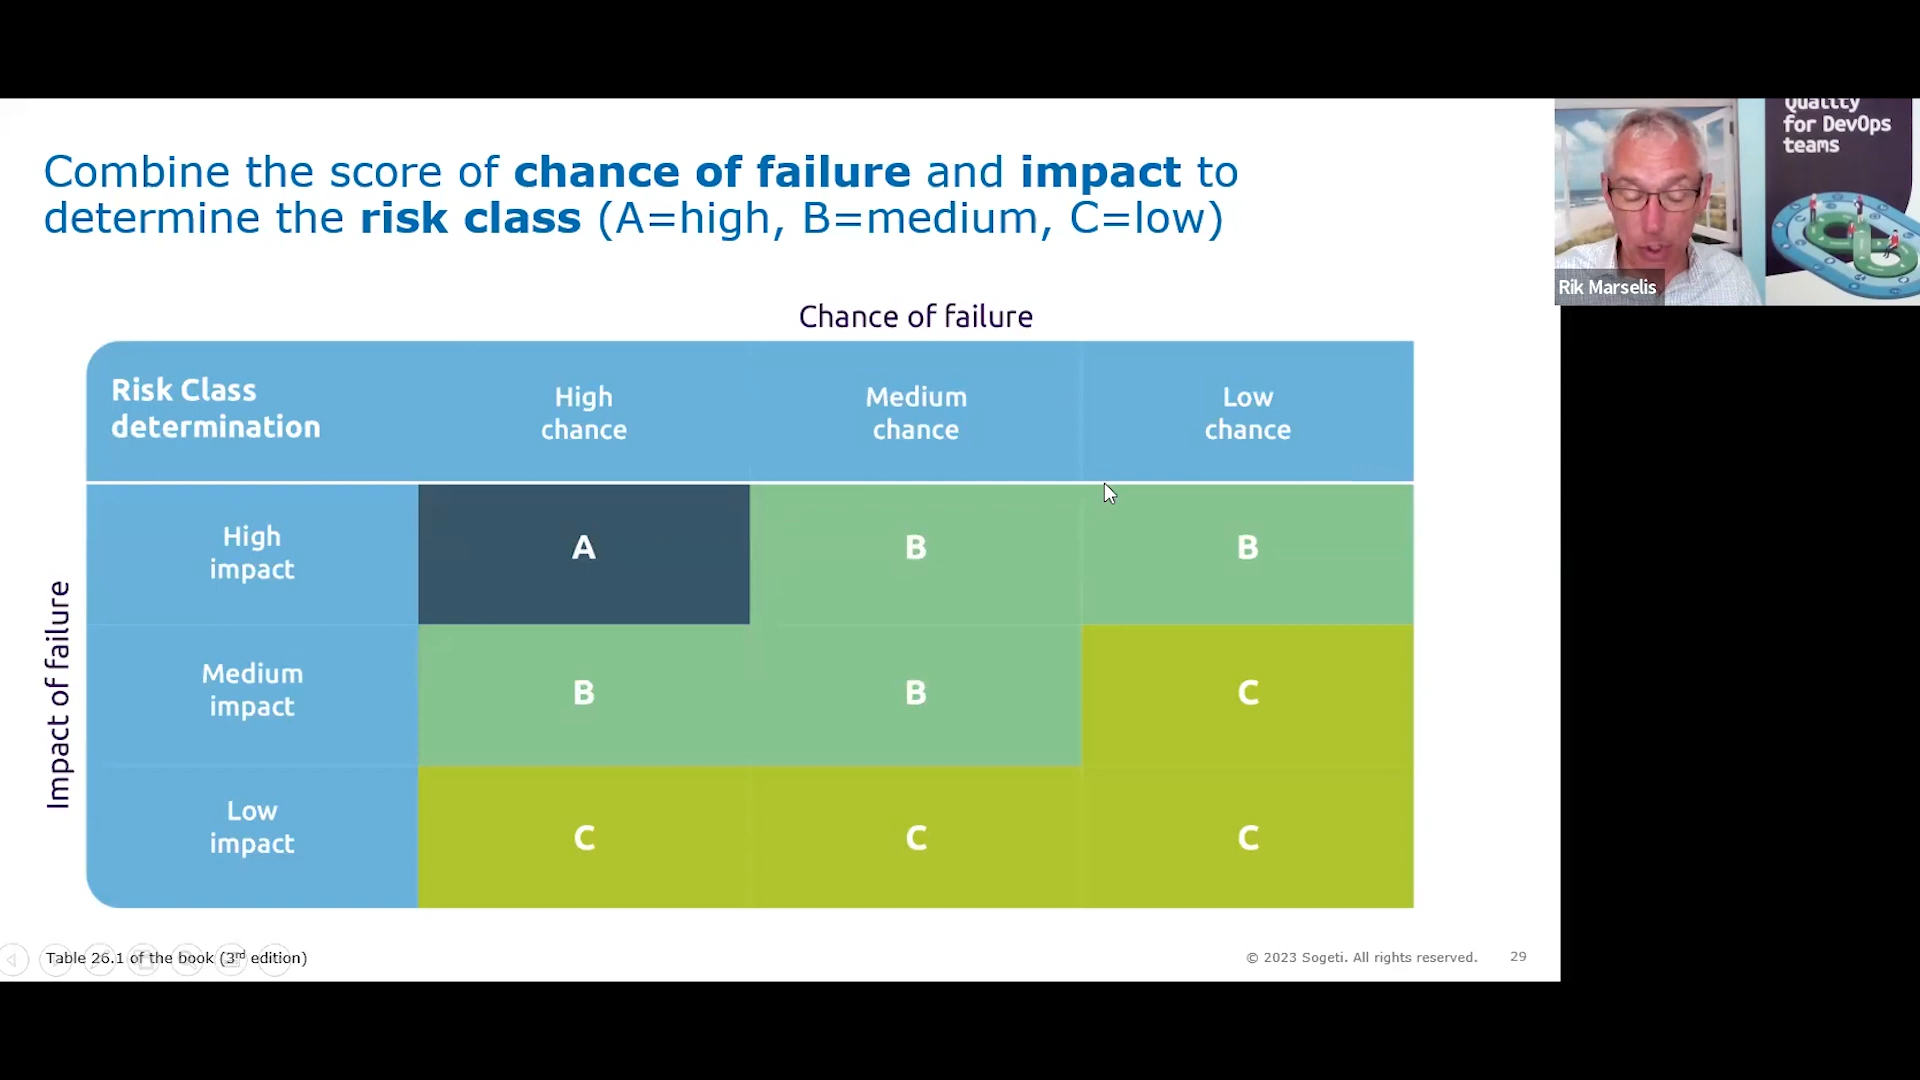 Combine the score of chance of failure and impact to
determine the risk class (A=high, B=medium, C=low)
Quality
for DevOps
teams
Rik Marselis
Chance of failure
Risk Class
determination
High
chance
Medium
chance
Low
chance
Impact of failure
High
impact
A
B
B
Medium
impact
B
B
C
Low
impact
C
C
C
Table 26.1 of the book (3rd edition)
© 2023 Sogeti. All rights reserved.
29